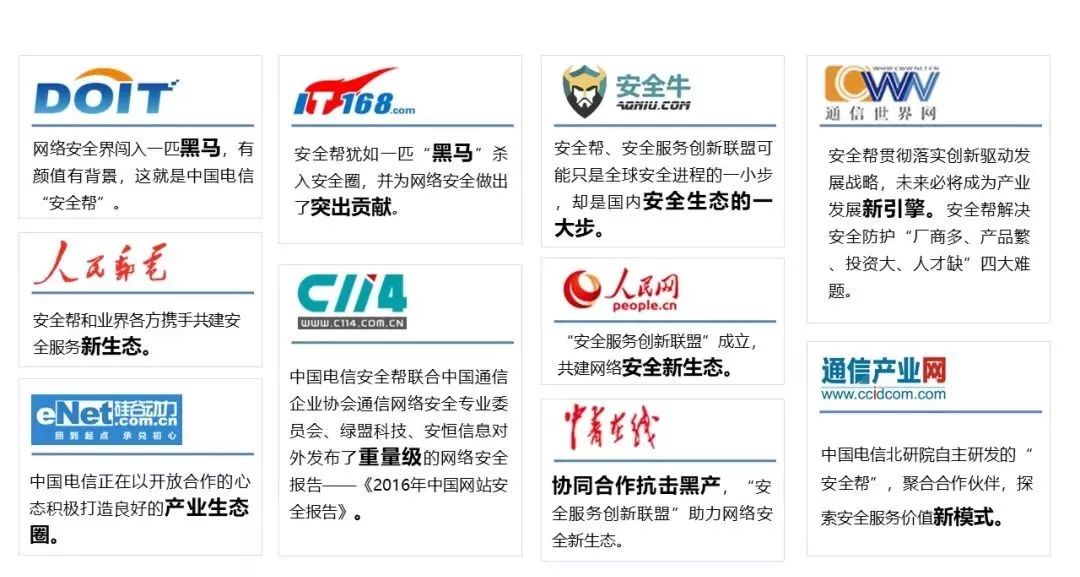 DOIT
网络安全界闯入一匹黑马，有
颜值有背景，这就是中国电信
“安全帮”。
人民邮电
安全帮和业界各方携手共建安
全服务新生态。
eNet硅谷动力
.com.cn
回到起点 承兑初心
中国电信正在以开放合作的心
态积极打造良好的产业生态
圈。
IT168.com
安全帮犹如一匹“黑马”杀
入安全圈，并为网络安全做出
了突出贡献。
C114
WWW.C114.COM.CN
中国电信安全帮联合中国通信
企业协会通信网络安全专业委
员会、绿盟科技、安恒信息对
外发布了重量级的网络安全
报告——《2016年中国网站安
全报告》。
安全牛
AQNIU.COM
安全帮、安全服务创新联盟可
能只是全球安全进程的一小步
，却是国内安全生态的一
大步。
人民网
people.cn
“安全服务创新联盟”成立，
共建网络安全新生态。
中青在线
协同合作抗击黑产，“安
全服务创新联盟”助力网络安
全新生态。
WWW.CWW.NET.CN
CWW
通信世界网
安全帮贯彻落实创新驱动发
展战略，未来必将成为产业
发展新引擎。安全帮解决
安全防护“厂商多、产品繁
、投资大、人才缺”四大难
题。
通信产业网
www.ccidcom.com
中国电信北研院自主研发的“
安全帮”，聚合合作伙伴，探
索安全服务价值新模式。